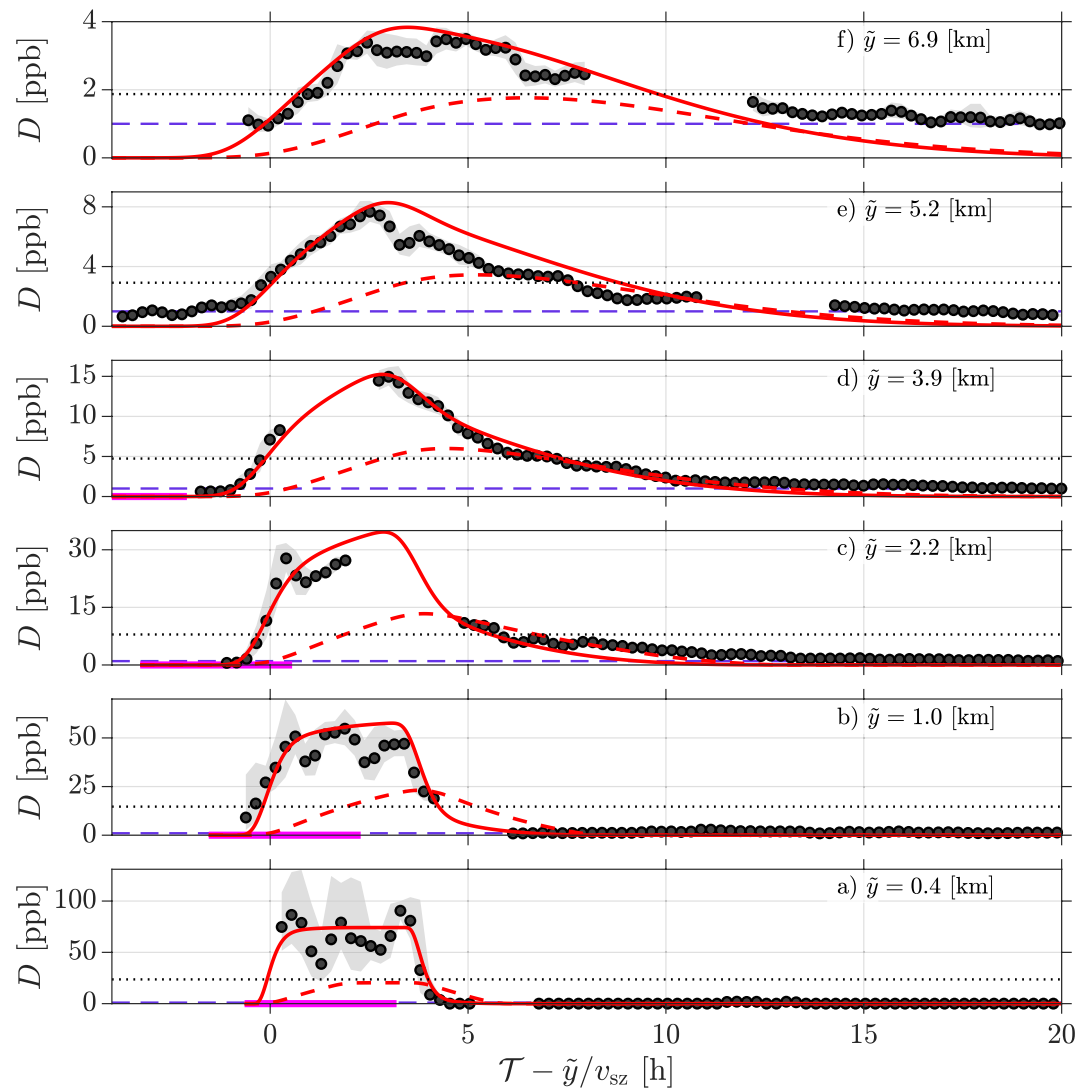 4
2
0
D [ppb]
f) ỹ = 6.9 [km]
8
4
0
D [ppb]
e) ỹ = 5.2 [km]
15
10
5
0
D [ppb]
d) ỹ = 3.9 [km]
30
15
0
D [ppb]
c) ỹ = 2.2 [km]
50
25
0
D [ppb]
b) ỹ = 1.0 [km]
100
50
0
D [ppb]
a) ỹ = 0.4 [km]
0 5 10 15 20
𝒯 − ỹ/v_sz [h]